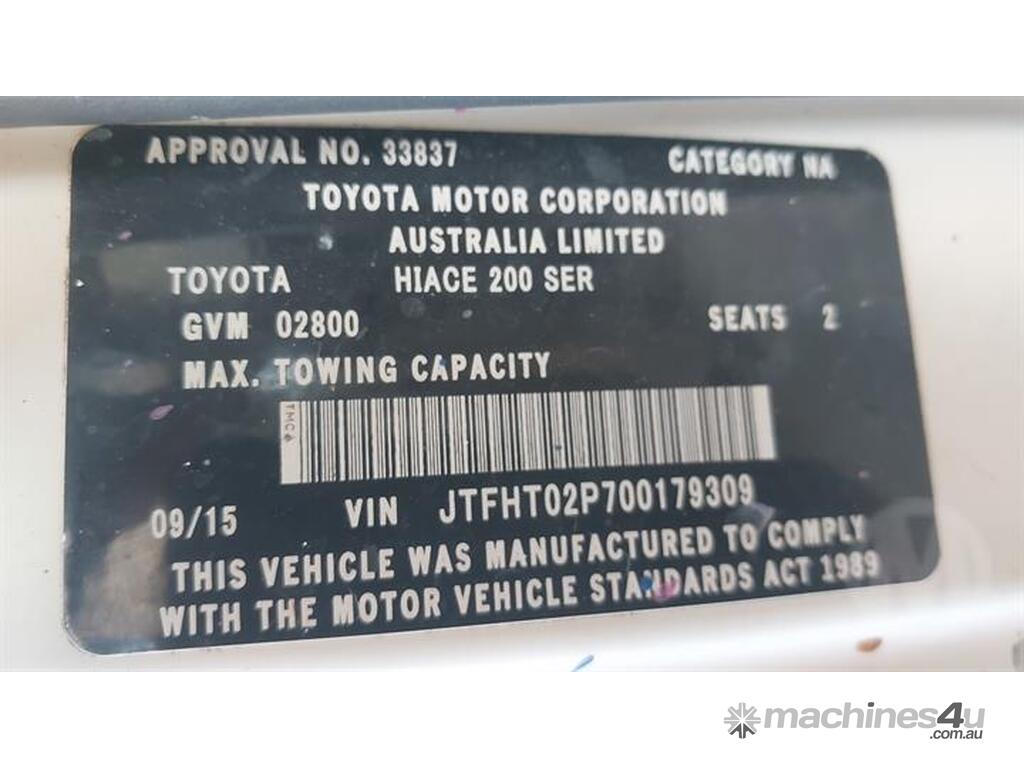 APPROVAL NO. 33837 CATEGORY NA
TOYOTA MOTOR CORPORATION
AUSTRALIA LIMITED
TOYOTA HIACE 200 SER
GVM 02800 SEATS 2
MAX. TOWING CAPACITY
TMC
09/15 VIN JTFHT02P700179309
THIS VEHICLE WAS MANUFACTURED TO COMPLY
WITH THE MOTOR VEHICLE STANDARDS ACT 1989
machines4u
.com.au